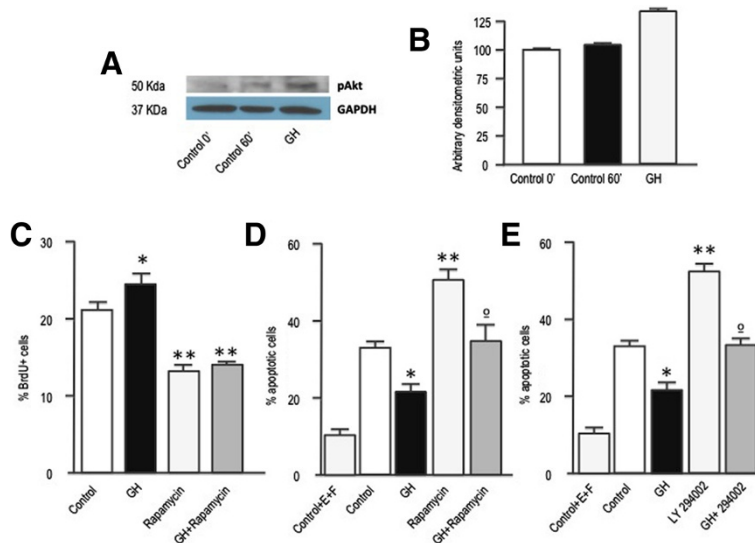 A
50 Kda
pAkt
37 KDa
GAPDH
Control 0'
Control 60'
GH
B
Arbitrary densitometric units
125
100
75
50
25
0
Control 0'
Control 60'
GH
C
% BrdU+ cells
30
20
10
0
*
**
**
Control
GH
Rapamycin
GH+Rapamycin
D
% apoptotic cells
60
40
20
0
*
**
º
Control+E+F
Control
GH
Rapamycin
GH+Rapamycin
E
% apoptotic cells
60
40
20
0
*
**
º
Control+E+F
Control
GH
LY 294002
GH+ 294002